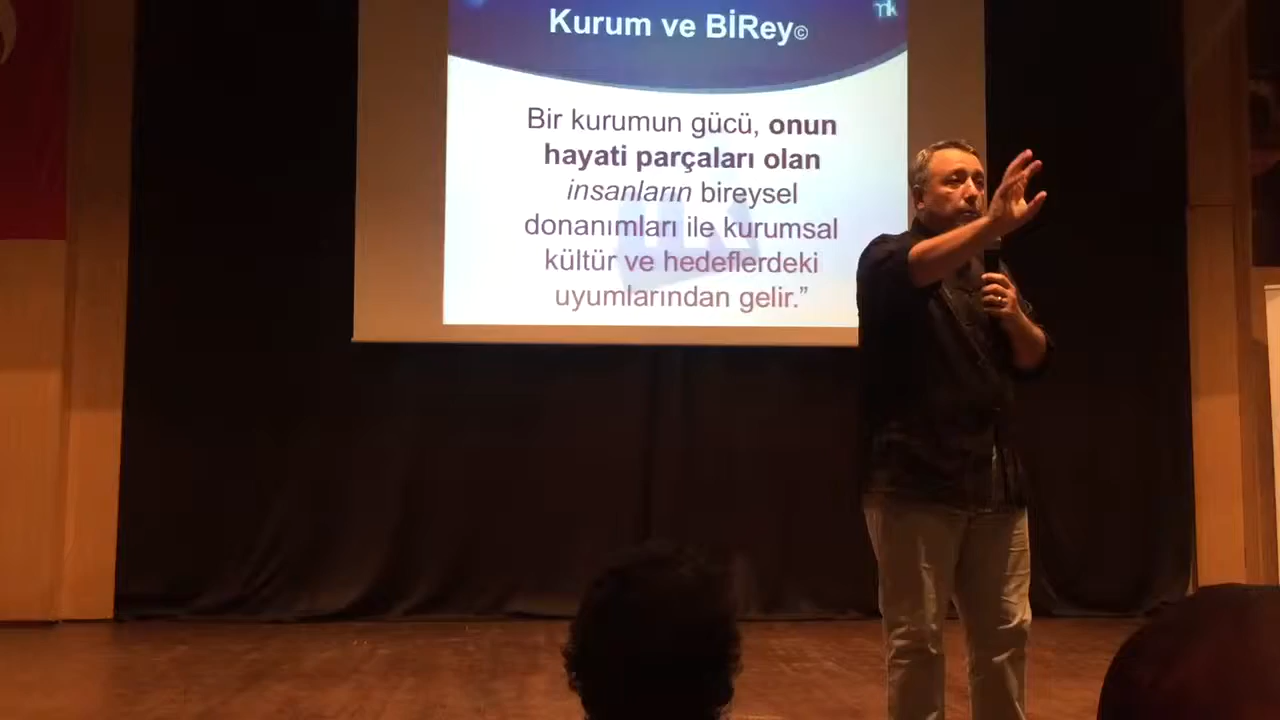 mk
Kurum ve BİRey©
Bir kurumun gücü, onun
hayati parçaları olan
insanların bireysel
donanımları ile kurumsal
kültür ve hedeflerdeki
uyumlarından gelir.”